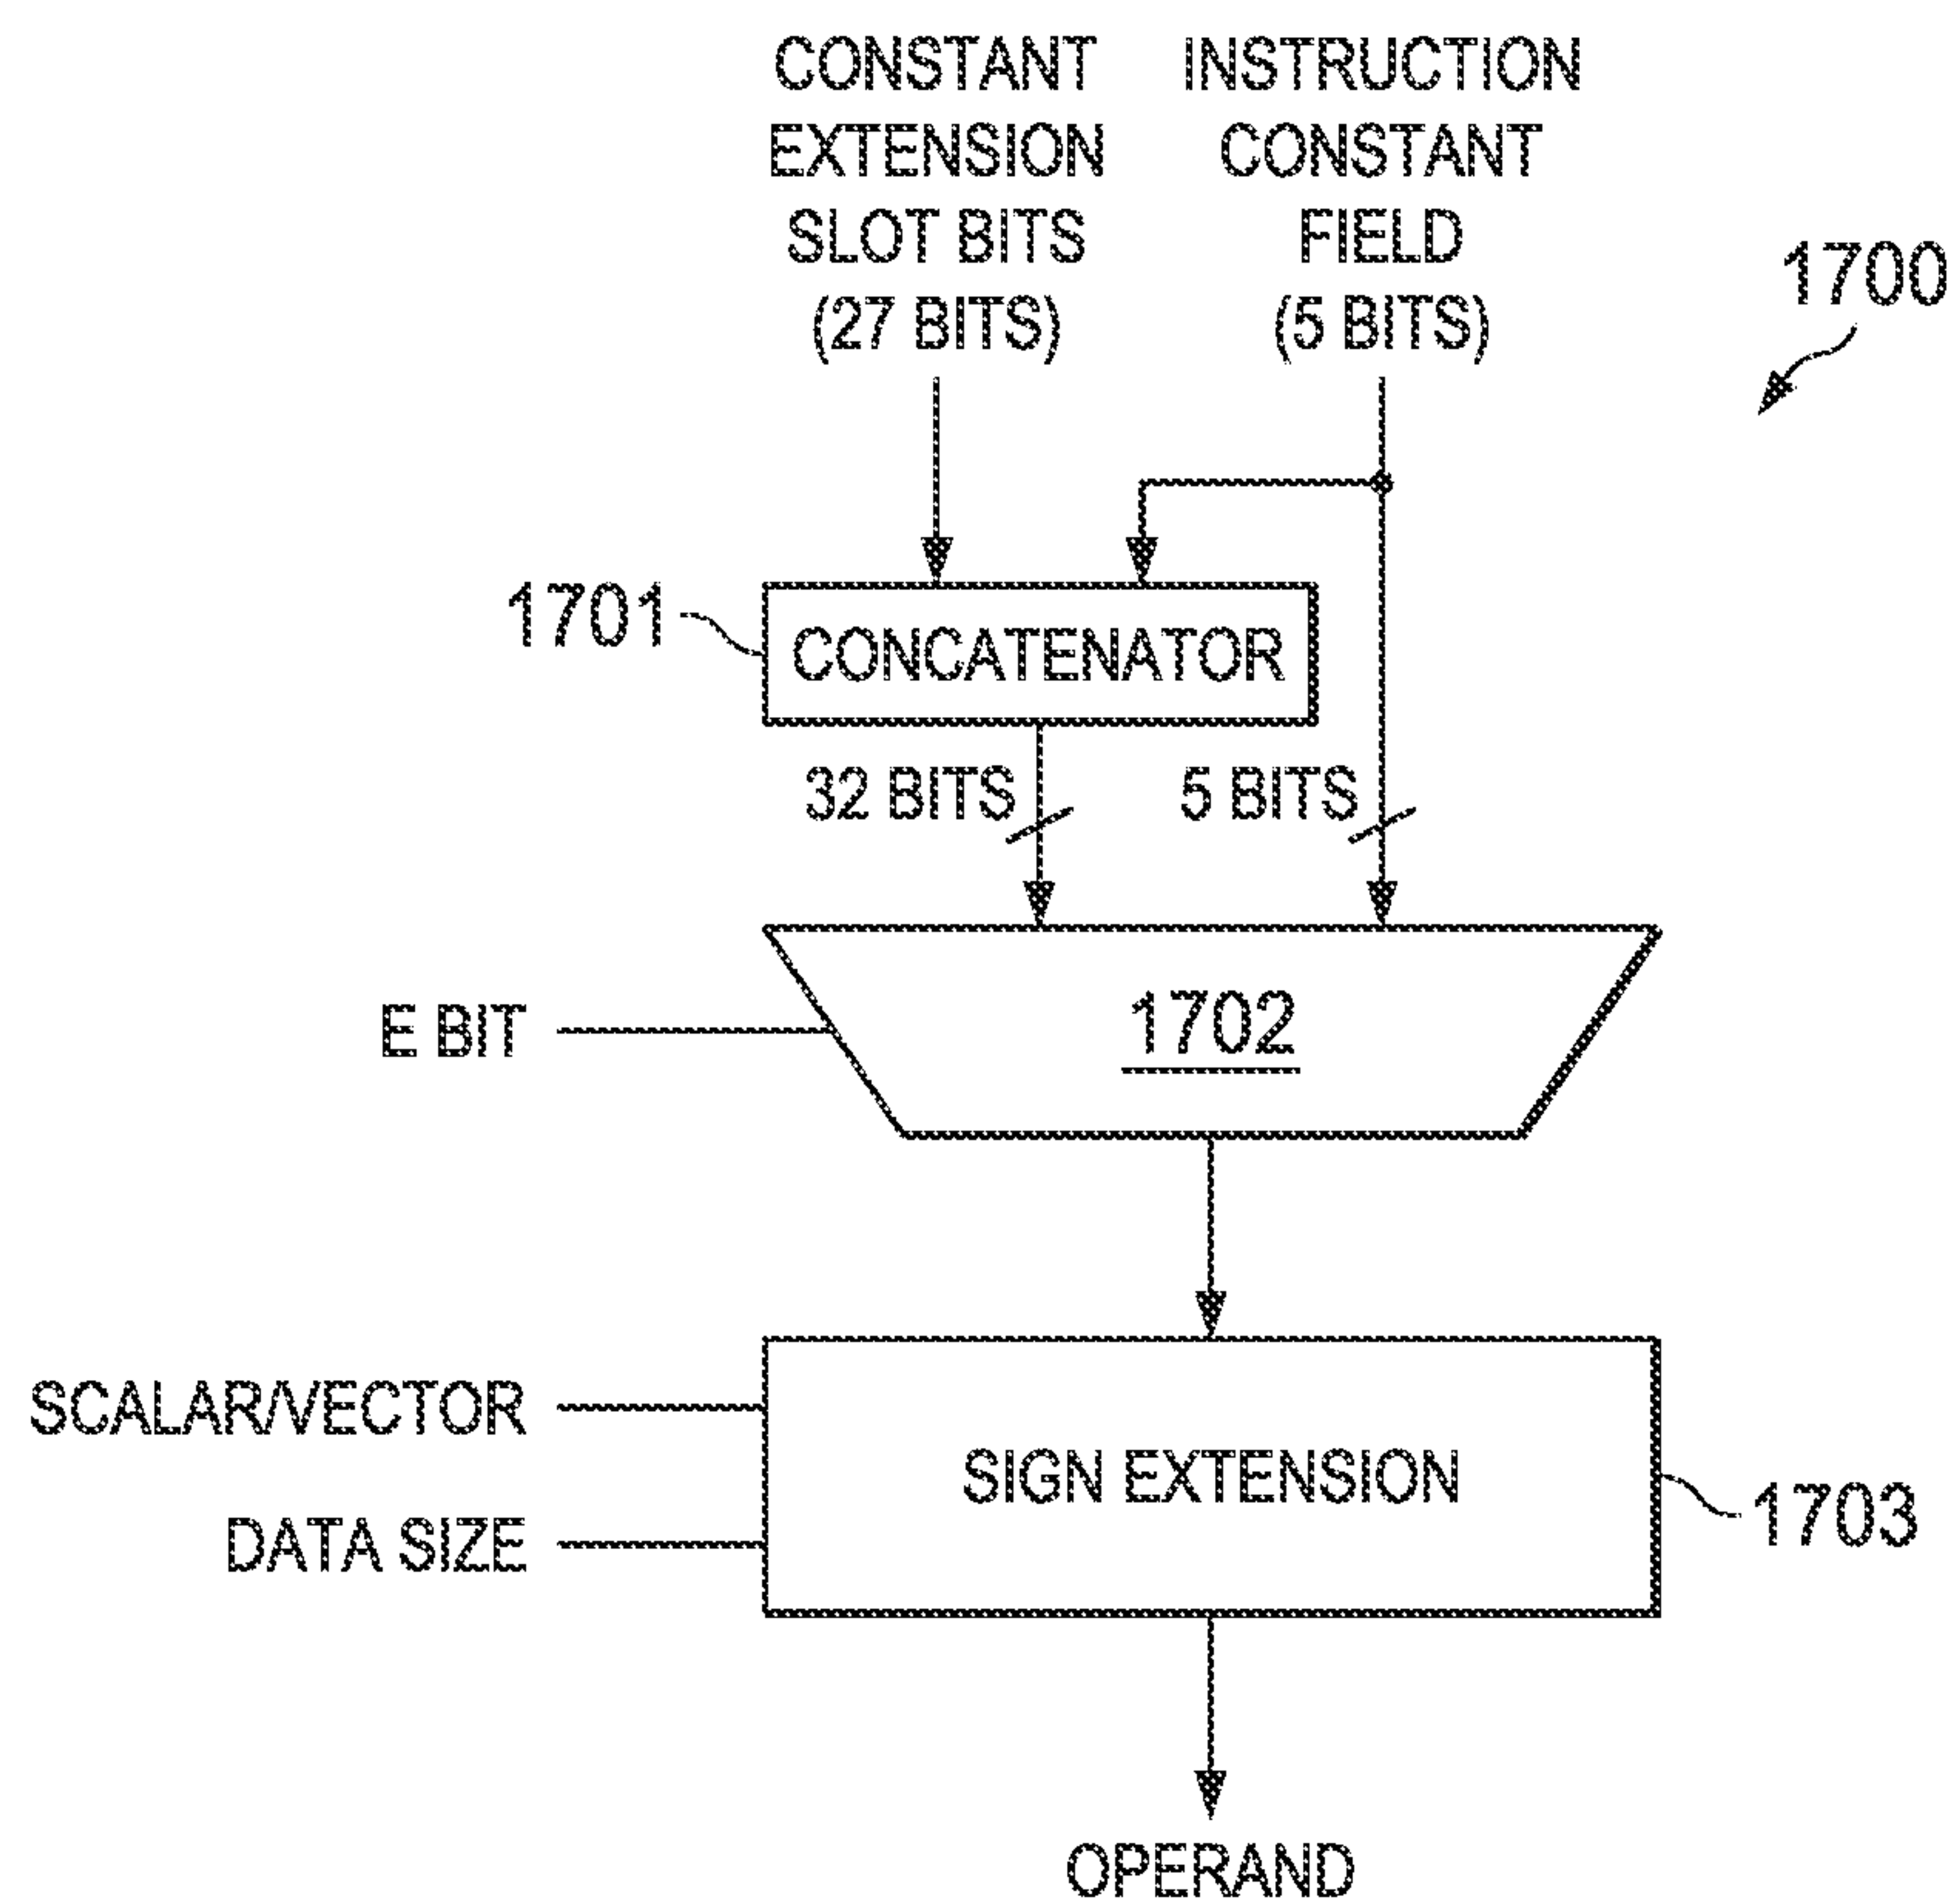 CONSTANT
EXTENSION
SLOT BITS
(27 BITS)
INSTRUCTION
CONSTANT
FIELD
(5 BITS)
1700
1701
CONCATENATOR
32 BITS
5 BITS
E BIT
1702
SCALAR/VECTOR
DATA SIZE
SIGN EXTENSION
1703
OPERAND